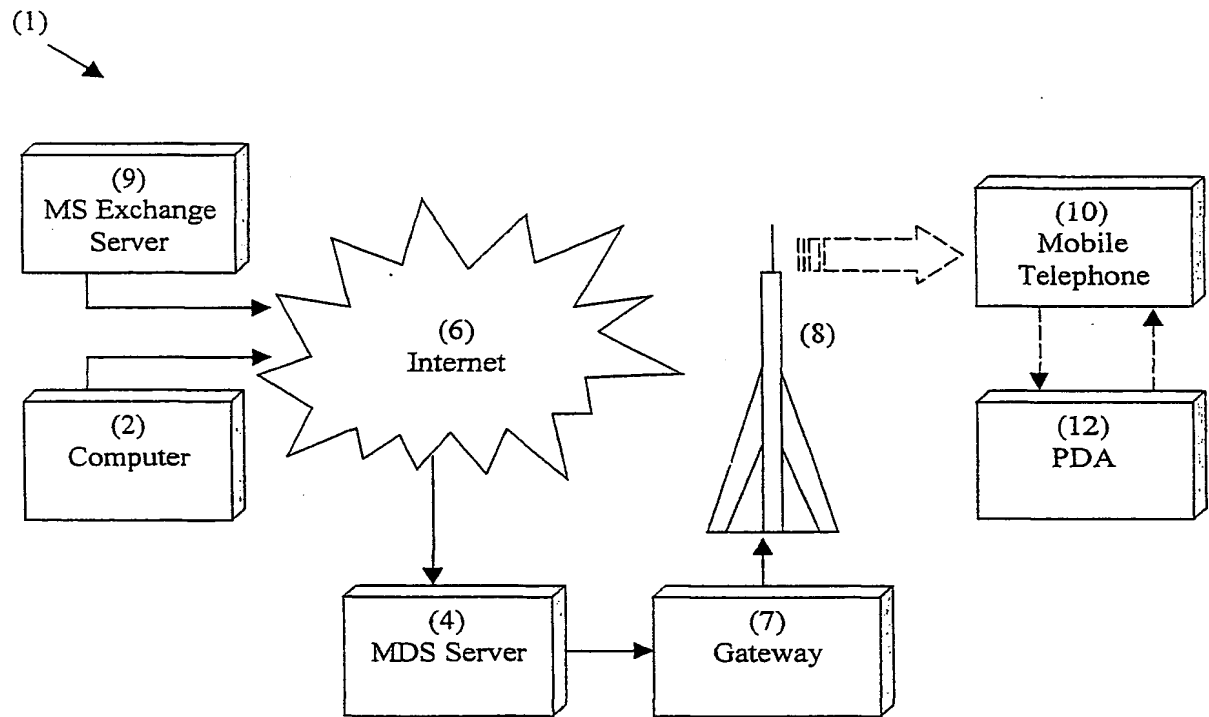 (1)
(9)
MS Exchange
Server
(6)
Internet
(2)
Computer
(8)
(10)
Mobile
Telephone
(12)
PDA
(4)
MDS Server
(7)
Gateway